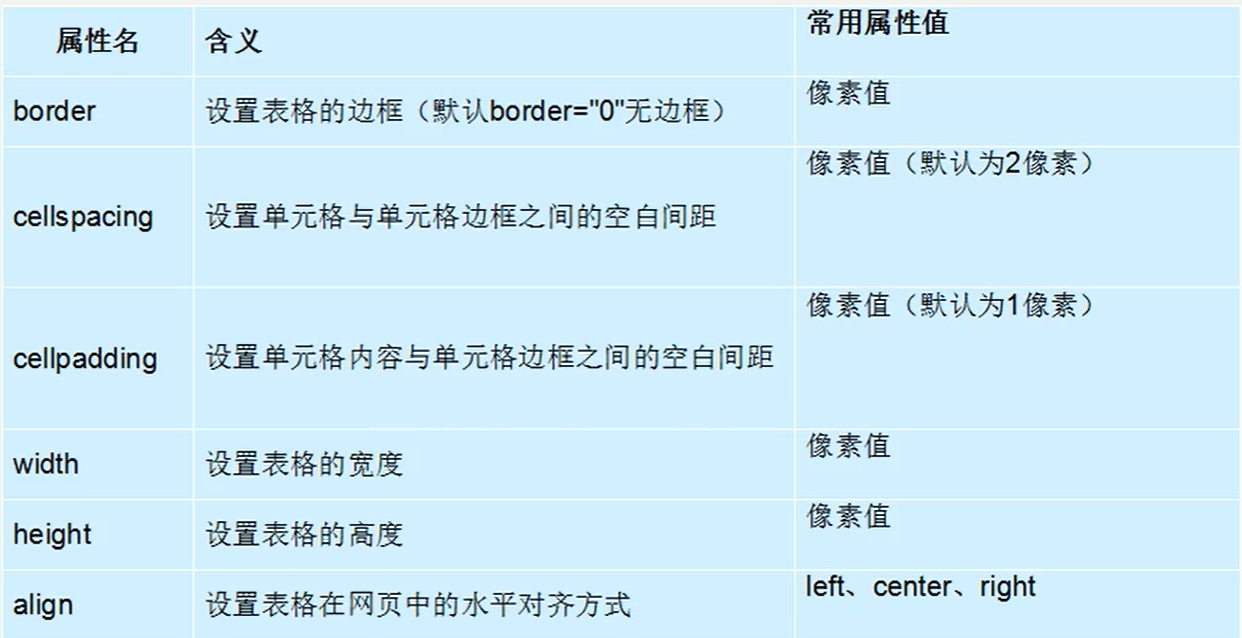 属性名 含义 常用属性值
border 设置表格的边框（默认border="0"无边框） 像素值
cellspacing 设置单元格与单元格边框之间的空白间距 像素值（默认为2像素）
cellpadding 设置单元格内容与单元格边框之间的空白间距 像素值（默认为1像素）
width 设置表格的宽度 像素值
height 设置表格的高度 像素值
align 设置表格在网页中的水平对齐方式 left、center、right